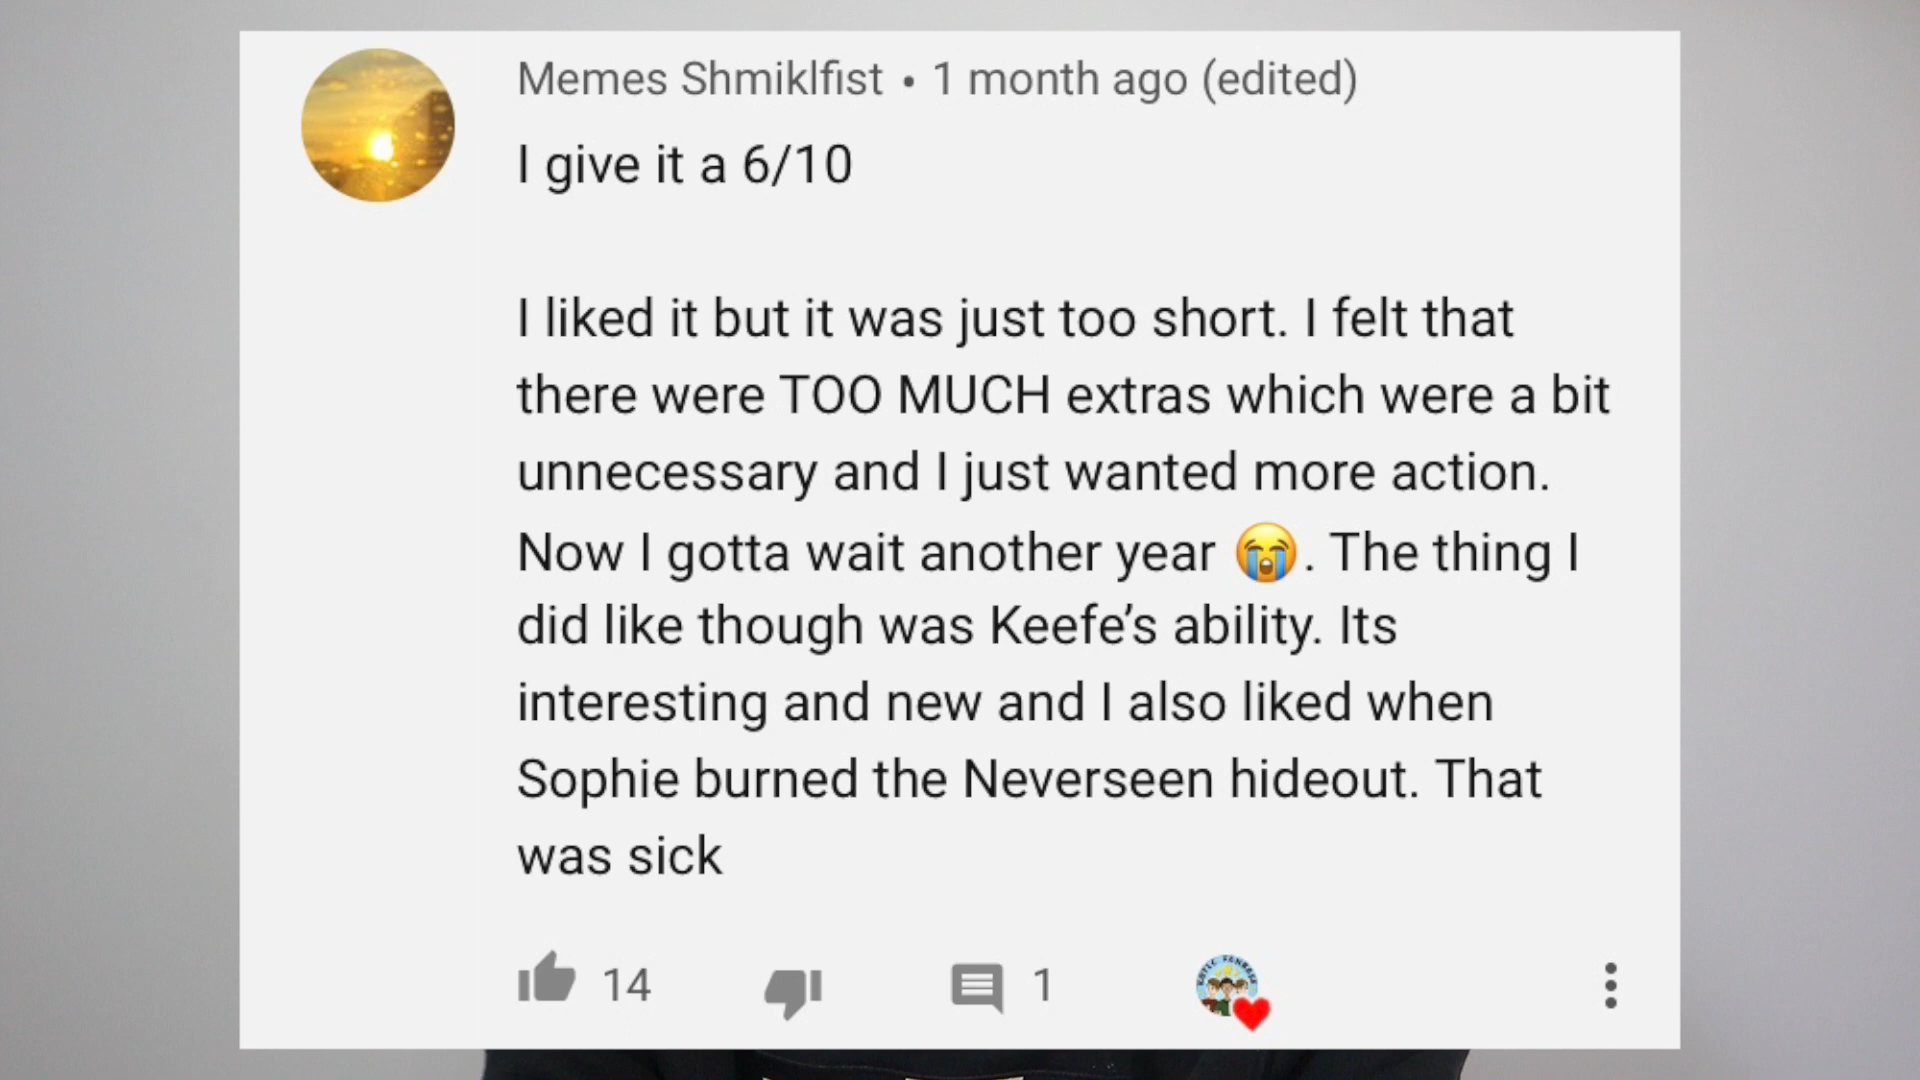 Memes Shmiklfist • 1 month ago (edited)
I give it a 6/10
I liked it but it was just too short. I felt that
there were TOO MUCH extras which were a bit
unnecessary and I just wanted more action.
Now I gotta wait another year 😭. The thing I
did like though was Keefe’s ability. Its
interesting and new and I also liked when
Sophie burned the Neverseen hideout. That
was sick
14 1
KOTLC FANBASE